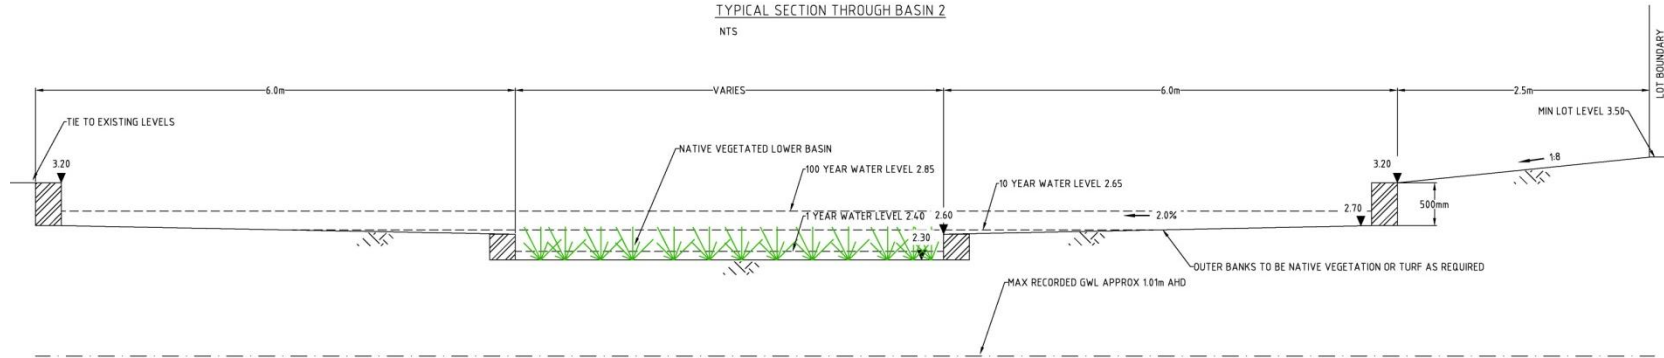 TYPICAL SECTION THROUGH BASIN 2
NTS
LOT BOUNDARY
6.0m
VARIES
6.0m
2.5m
TIE TO EXISTING LEVELS
MIN LOT LEVEL 3.50
NATIVE VEGETATED LOWER BASIN
3.20
100 YEAR WATER LEVEL 2.85
10 YEAR WATER LEVEL 2.65
3.20
1:8
500mm
1 YEAR WATER LEVEL 2.40
2.60
2.0%
2.70
2.30
OUTER BANKS TO BE NATIVE VEGETATION OR TURF AS REQUIRED
MAX RECORDED GWL APPROX 1.01m AHD